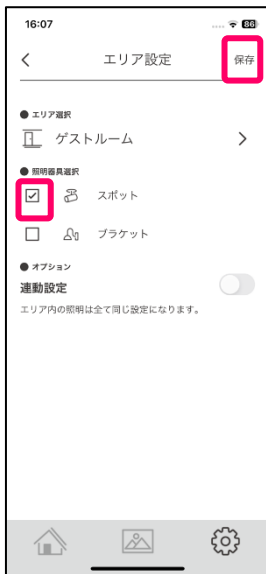 16:07
86
エリア設定
保存
● エリア選択
ゲストルーム
● 照明器具選択
スポット
ブラケット
● オプション
連動設定
エリア内の照明は全て同じ設定になります。